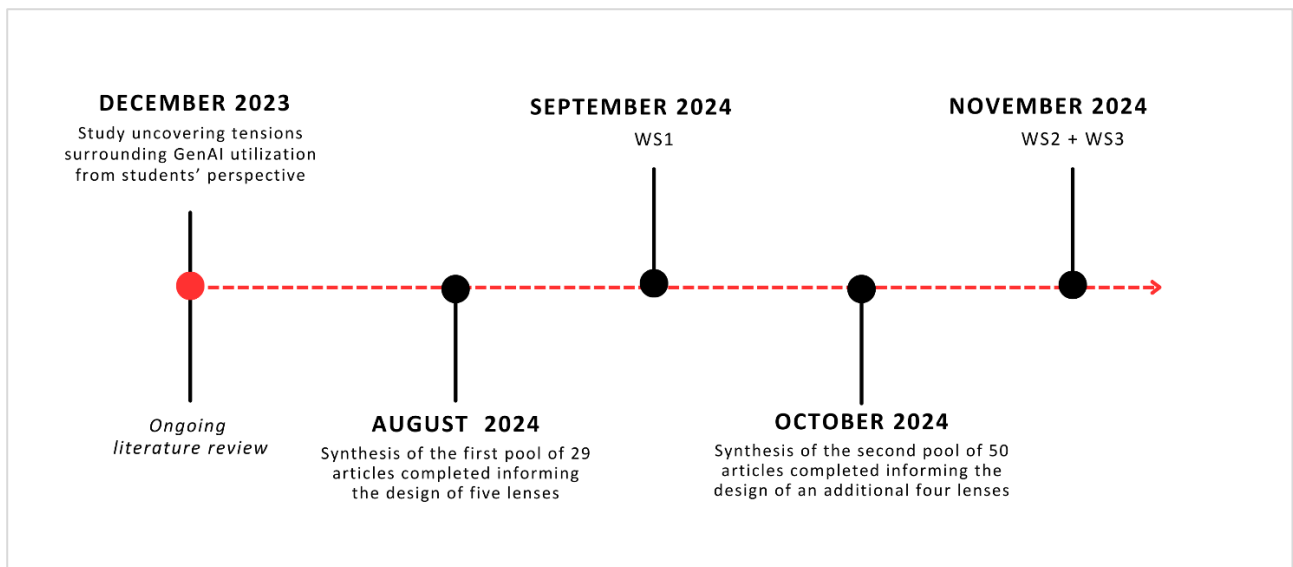 DECEMBER 2023
Study uncovering tensions
surrounding GenAI utilization
from students’ perspective
Ongoing
literature review
AUGUST 2024
Synthesis of the first pool of 29
articles completed informing
the design of five lenses
SEPTEMBER 2024
WS1
OCTOBER 2024
Synthesis of the second pool of 50
articles completed informing the
design of an additional four lenses
NOVEMBER 2024
WS2 + WS3